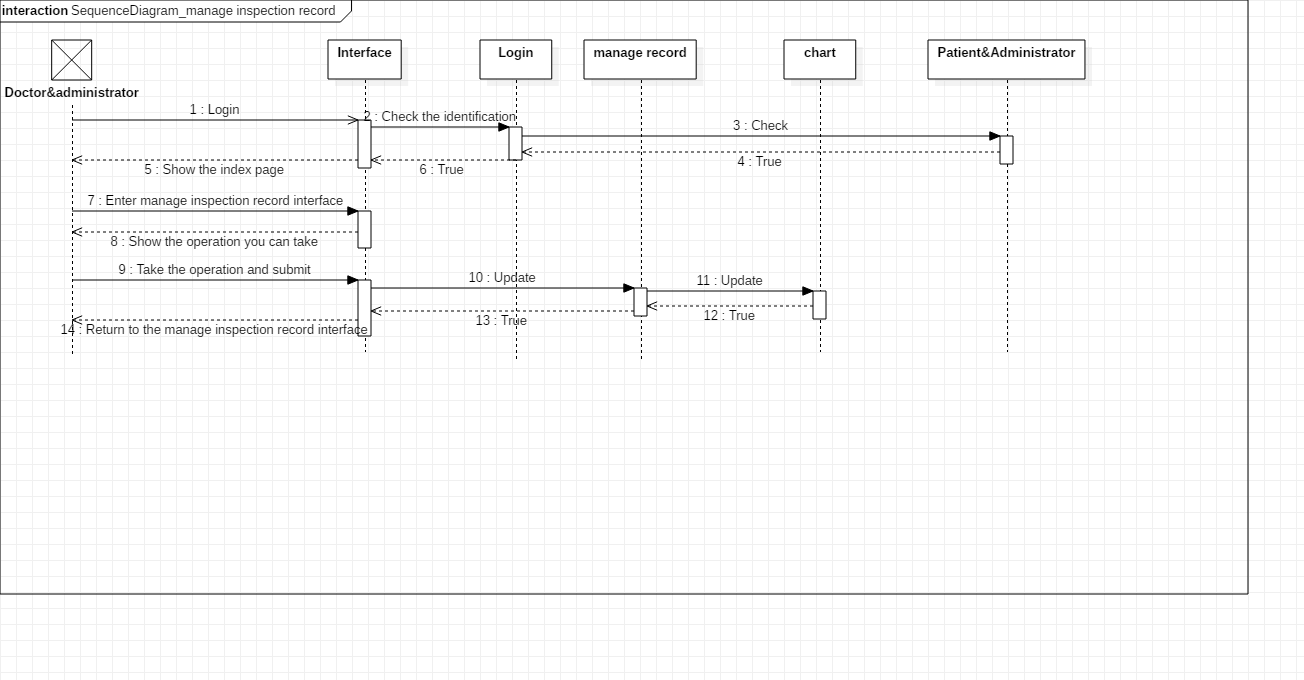 interaction SequenceDiagram_manage inspection record
Interface
Login
manage record
chart
Patient&Administrator
Doctor&administrator
1 : Login
2 : Check the identification
3 : Check
4 : True
5 : Show the index page
6 : True
7 : Enter manage inspection record interface
8 : Show the operation you can take
9 : Take the operation and submit
10 : Update
11 : Update
12 : True
13 : True
14 : Return to the manage inspection record interface